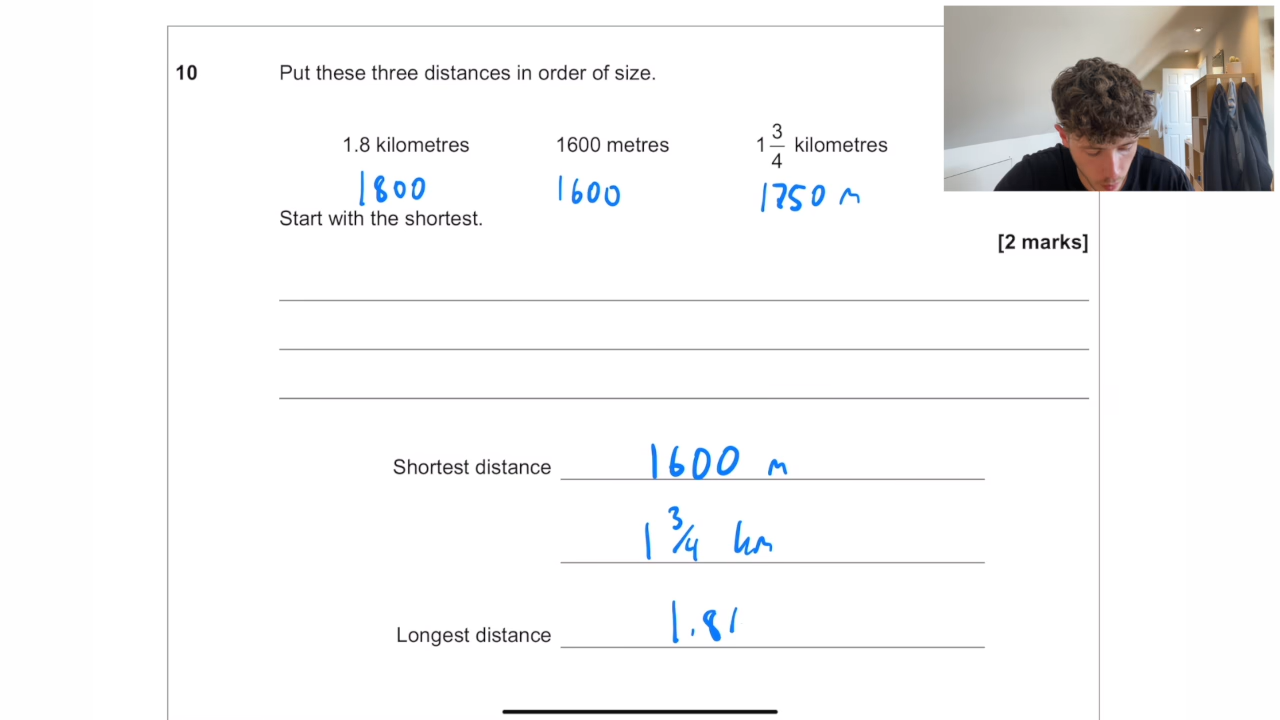 10 Put these three distances in order of size.
1.8 kilometres 1600 metres 1 3/4 kilometres
1800 1600 1750 m
Start with the shortest.
[2 marks]
Shortest distance 1600 m
1 3/4 km
Longest distance 1.8